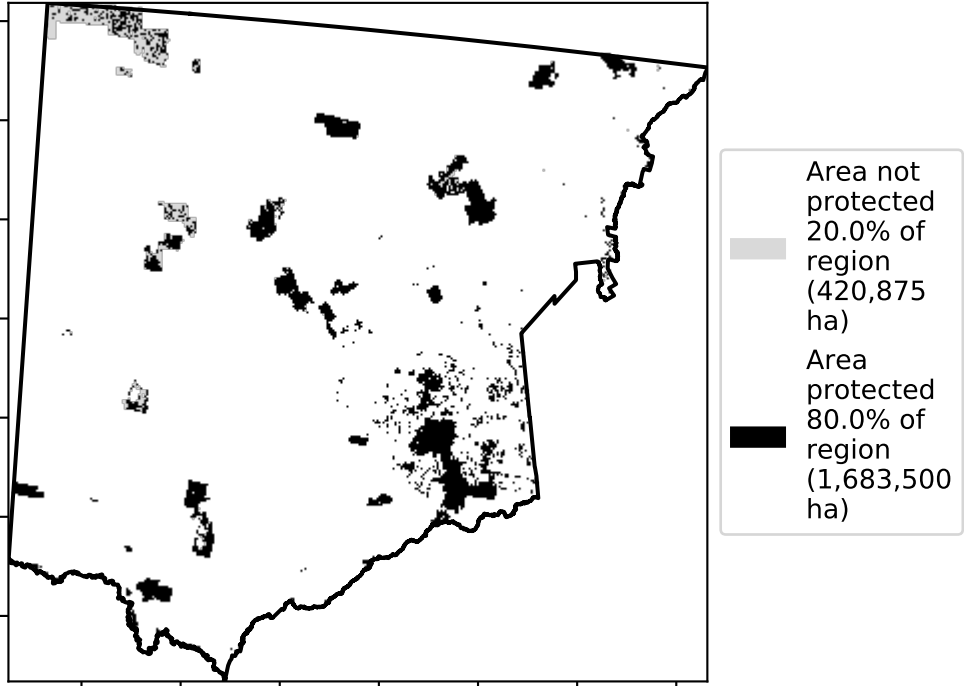 Area not
protected
20.0% of
region
(420,875
ha)
Area
protected
80.0% of
region
(1,683,500
ha)